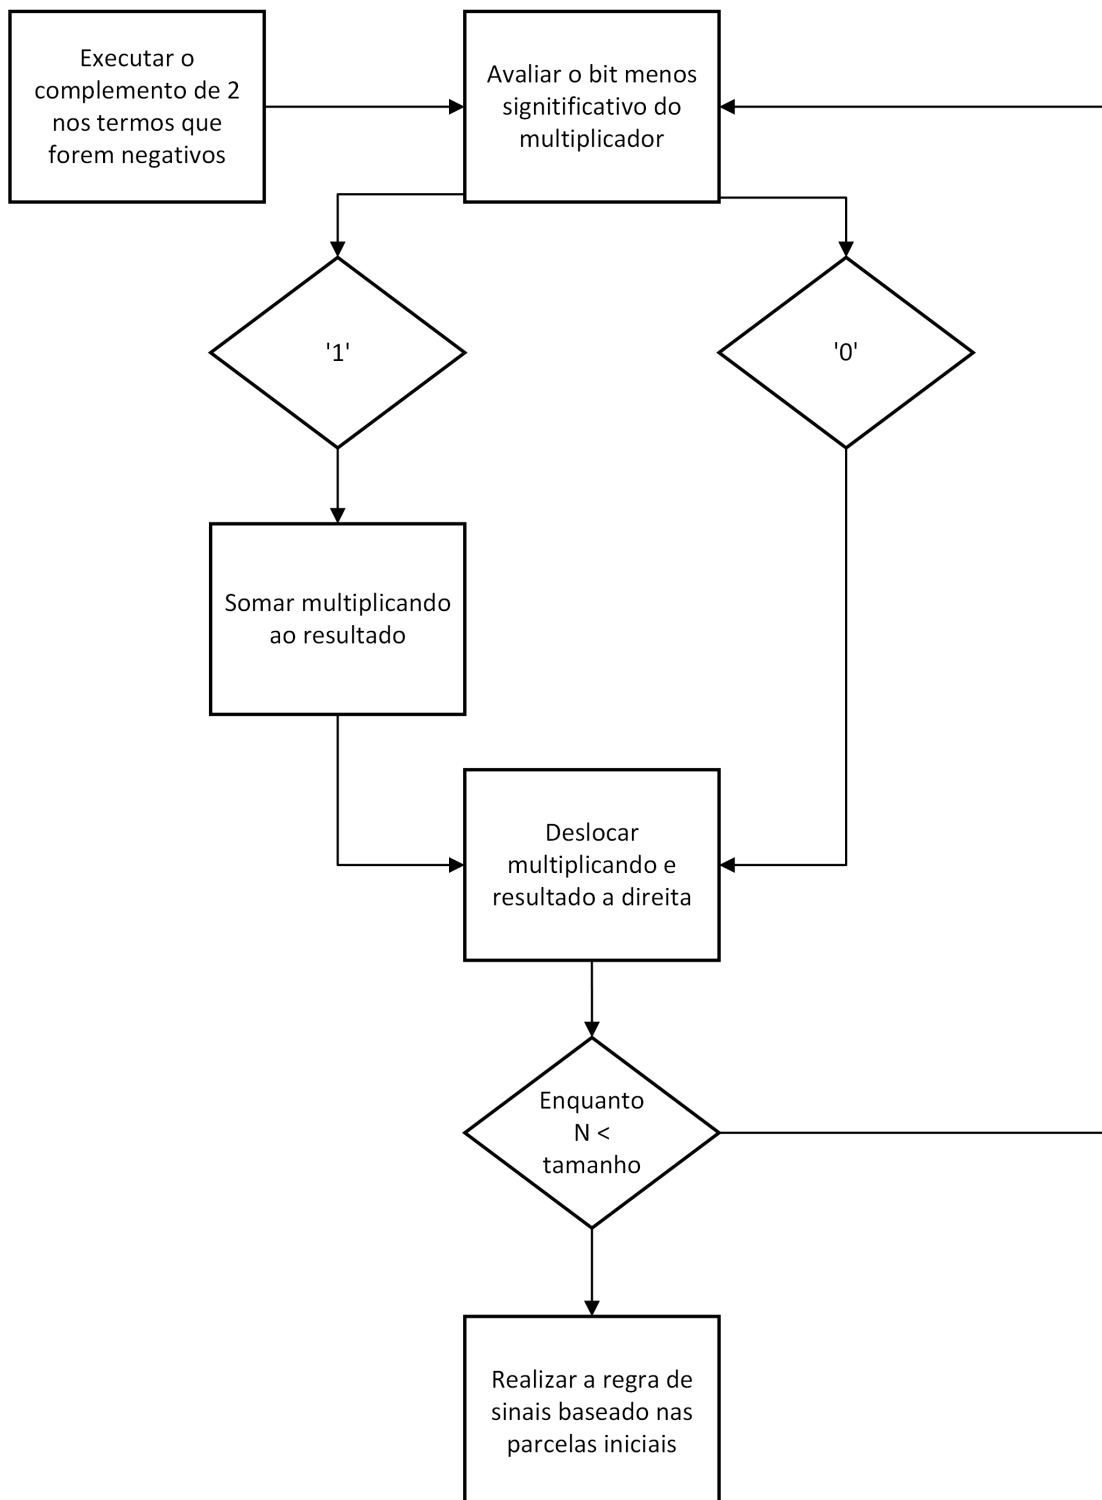 Executar o
complemento de 2
nos termos que
forem negativos
Avaliar o bit menos
signitificativo do
multiplicador
'1'
'0'
Somar multiplicando
ao resultado
Deslocar
multiplicando e
resultado a direita
Enquanto
N <
tamanho
Realizar a regra de
sinais baseado nas
parcelas iniciais